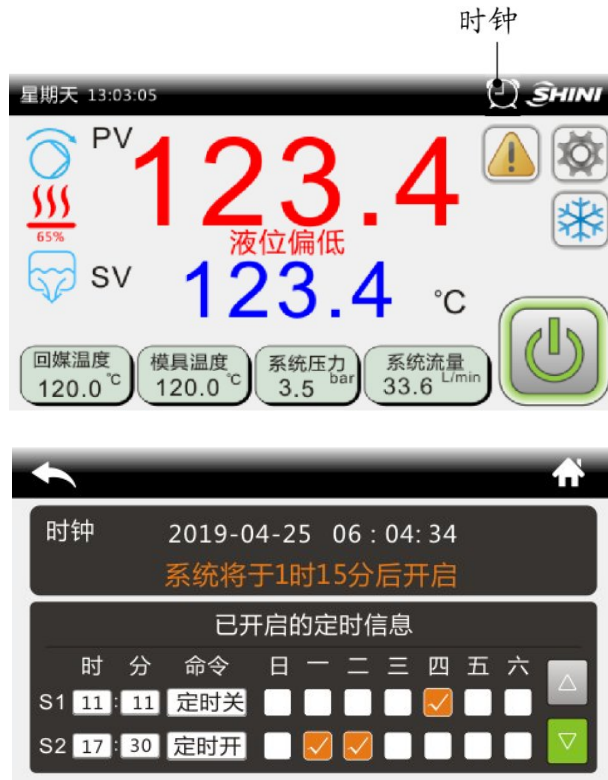 时钟
星期天 13:03:05 SHINI
PV 123.4
65%
液位偏低
SV 123.4 °C
回媒温度 模具温度 系统压力 系统流量
120.0 °C 120.0 °C 3.5 bar 33.6 L/min
时钟 2019-04-25 06:04:34
系统将于1时15分后开启
已开启的定时信息
时 分 命令 日 一 二 三 四 五 六
S1 11:11 定时关
S2 17:30 定时开